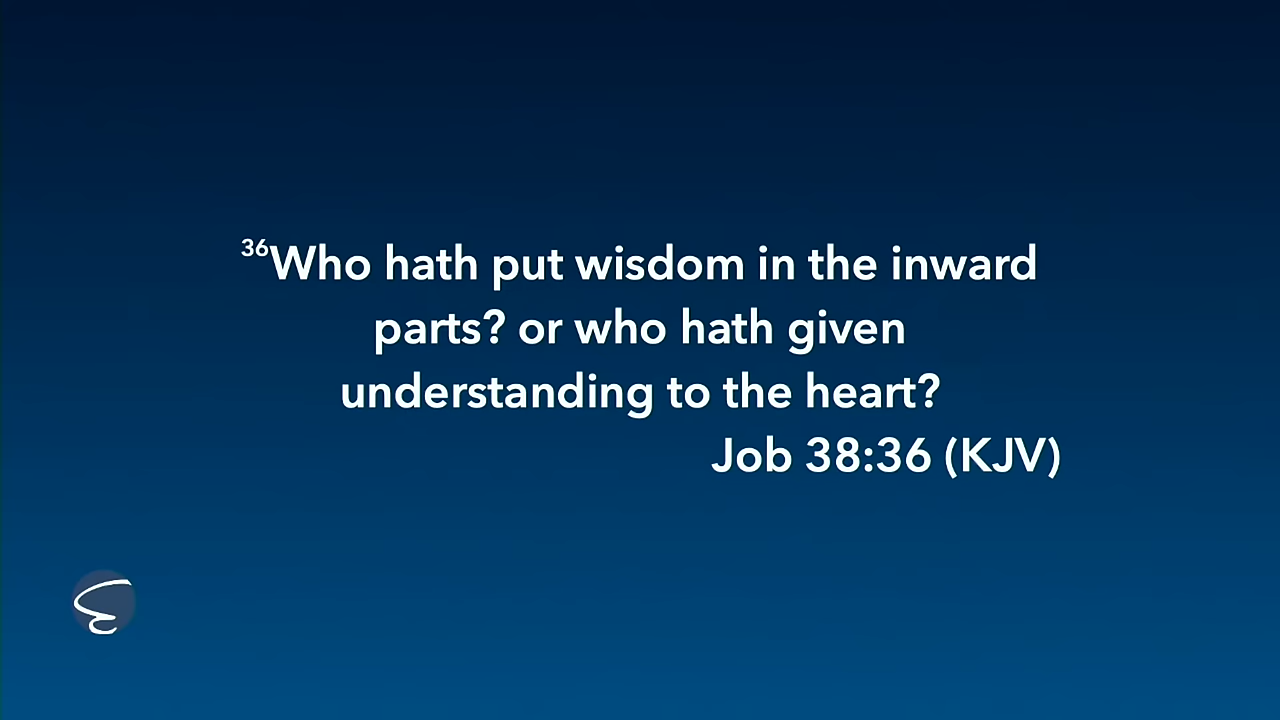 ³⁶Who hath put wisdom in the inward
parts? or who hath given
understanding to the heart?
Job 38:36 (KJV)